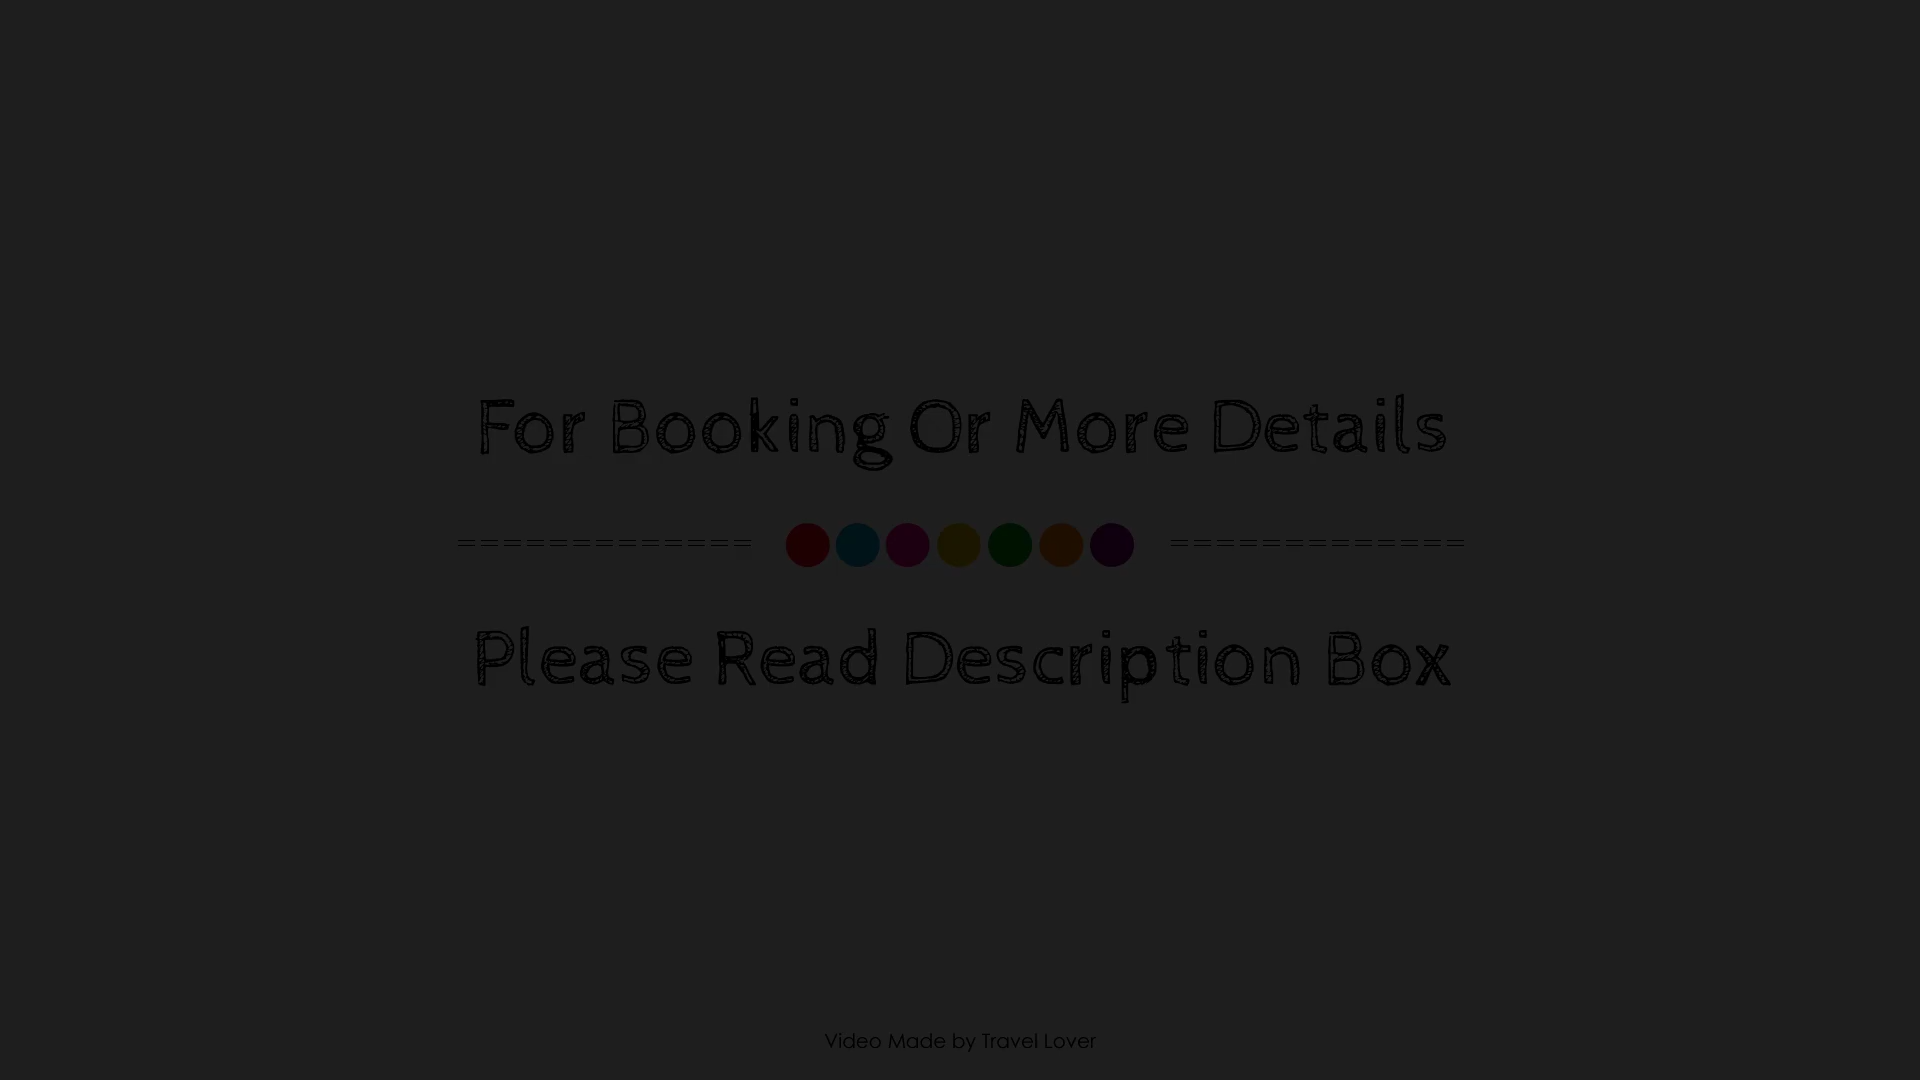 For Booking Or More Details
============= =============
Please Read Description Box
Video Made by Travel Lover